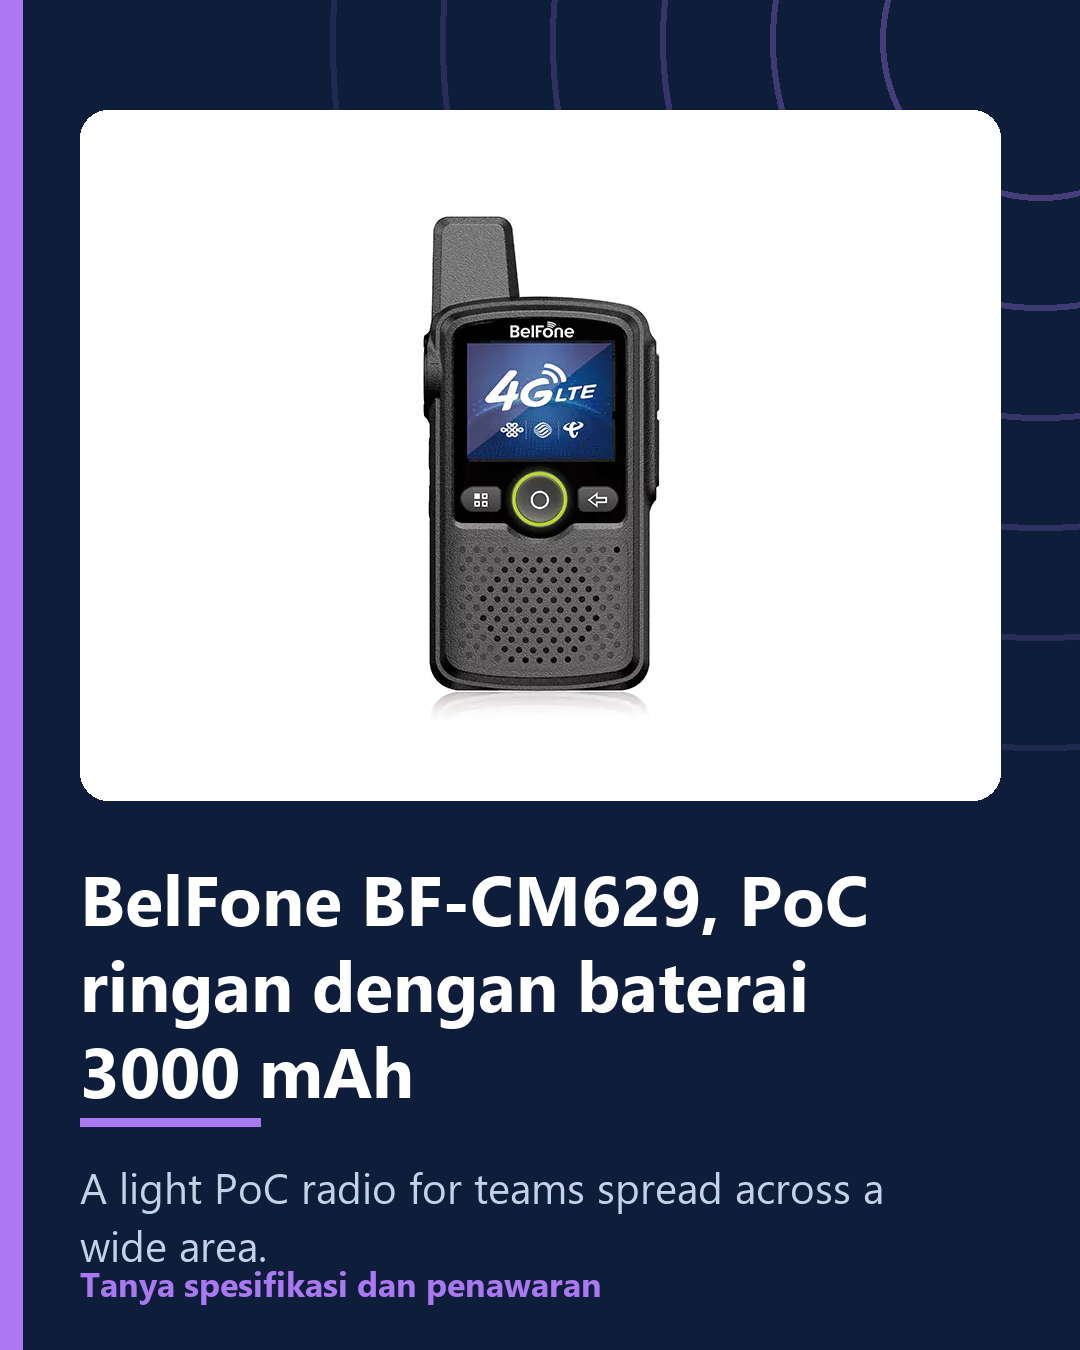 BelFone
4G LTE
BelFone BF-CM629, PoC
ringan dengan baterai
3000 mAh
A light PoC radio for teams spread across a
wide area.
Tanya spesifikasi dan penawaran